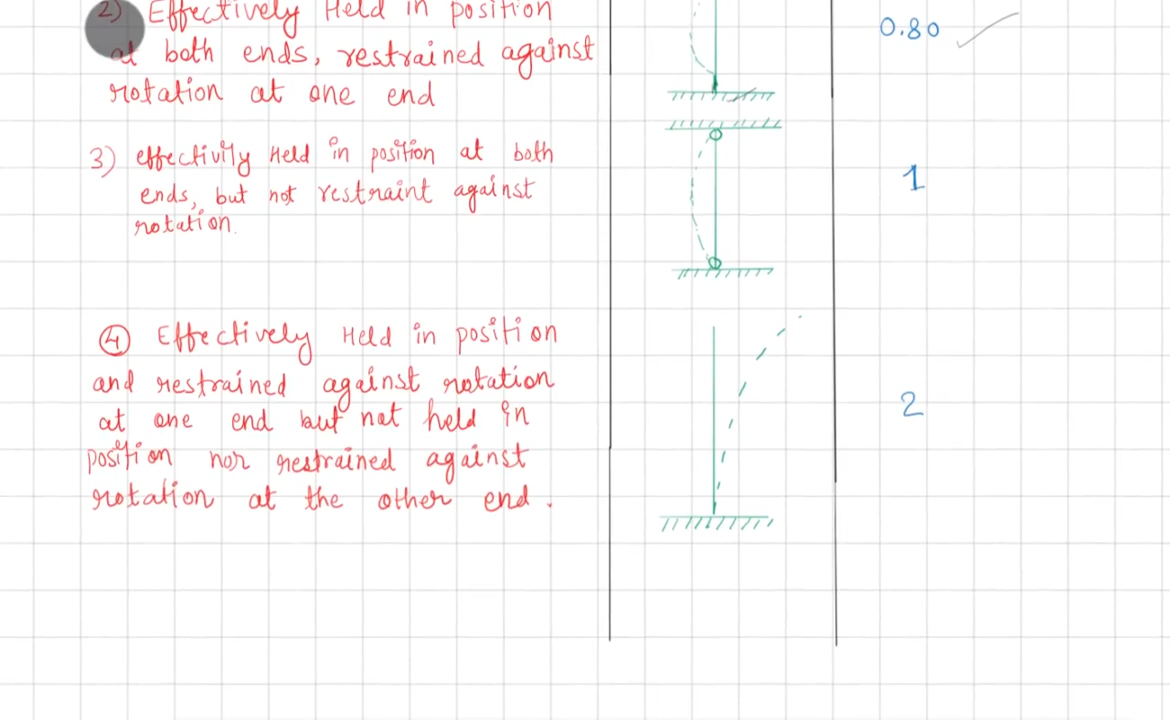 2) Effectively Held in position
at both ends, restrained against
rotation at one end
0.80
3) effectivily Held in position at both
ends, but not restraint against
rotation.
1
④ Effectively Held in position
and restrained against rotation
at one end but not held in
position nor restrained against
rotation at the other end.
2